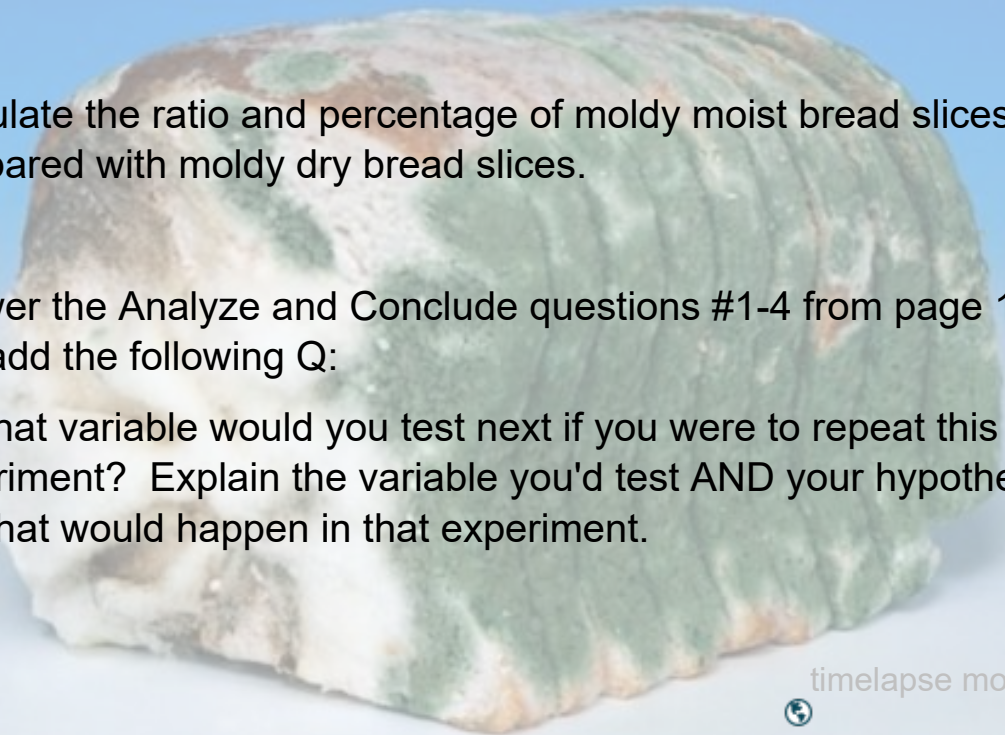 ulate the ratio and percentage of moldy moist bread slices
pared with moldy dry bread slices.
ver the Analyze and Conclude questions #1-4 from page 1
add the following Q:
hat variable would you test next if you were to repeat this
riment? Explain the variable you'd test AND your hypothe
hat would happen in that experiment.
timelapse mo